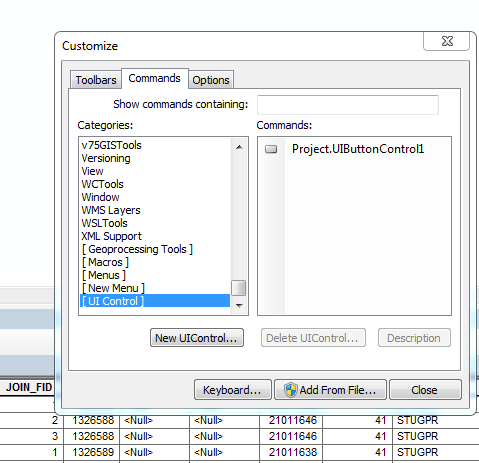 Customize
Toolbars Commands Options
Show commands containing:
Categories: Commands:
v75GISTools
Versioning
View
WCTools
Window
WMS Layers
WSLTools
XML Support
[ Geoprocessing Tools ]
[ Macros ]
[ Menus ]
[ New Menu ]
[ UI Control ]
Project.UIButtonControl1
New UIControl... Delete UIControl... Description
Keyboard... Add From File... Close
JOIN_FID
2 1326588 <Null> <Null> 21011646 41 STUGPR
3 1326588 <Null> <Null> 21011646 41 STUGPR
1 1326589 <Null> <Null> 21011638 41 STUGPR